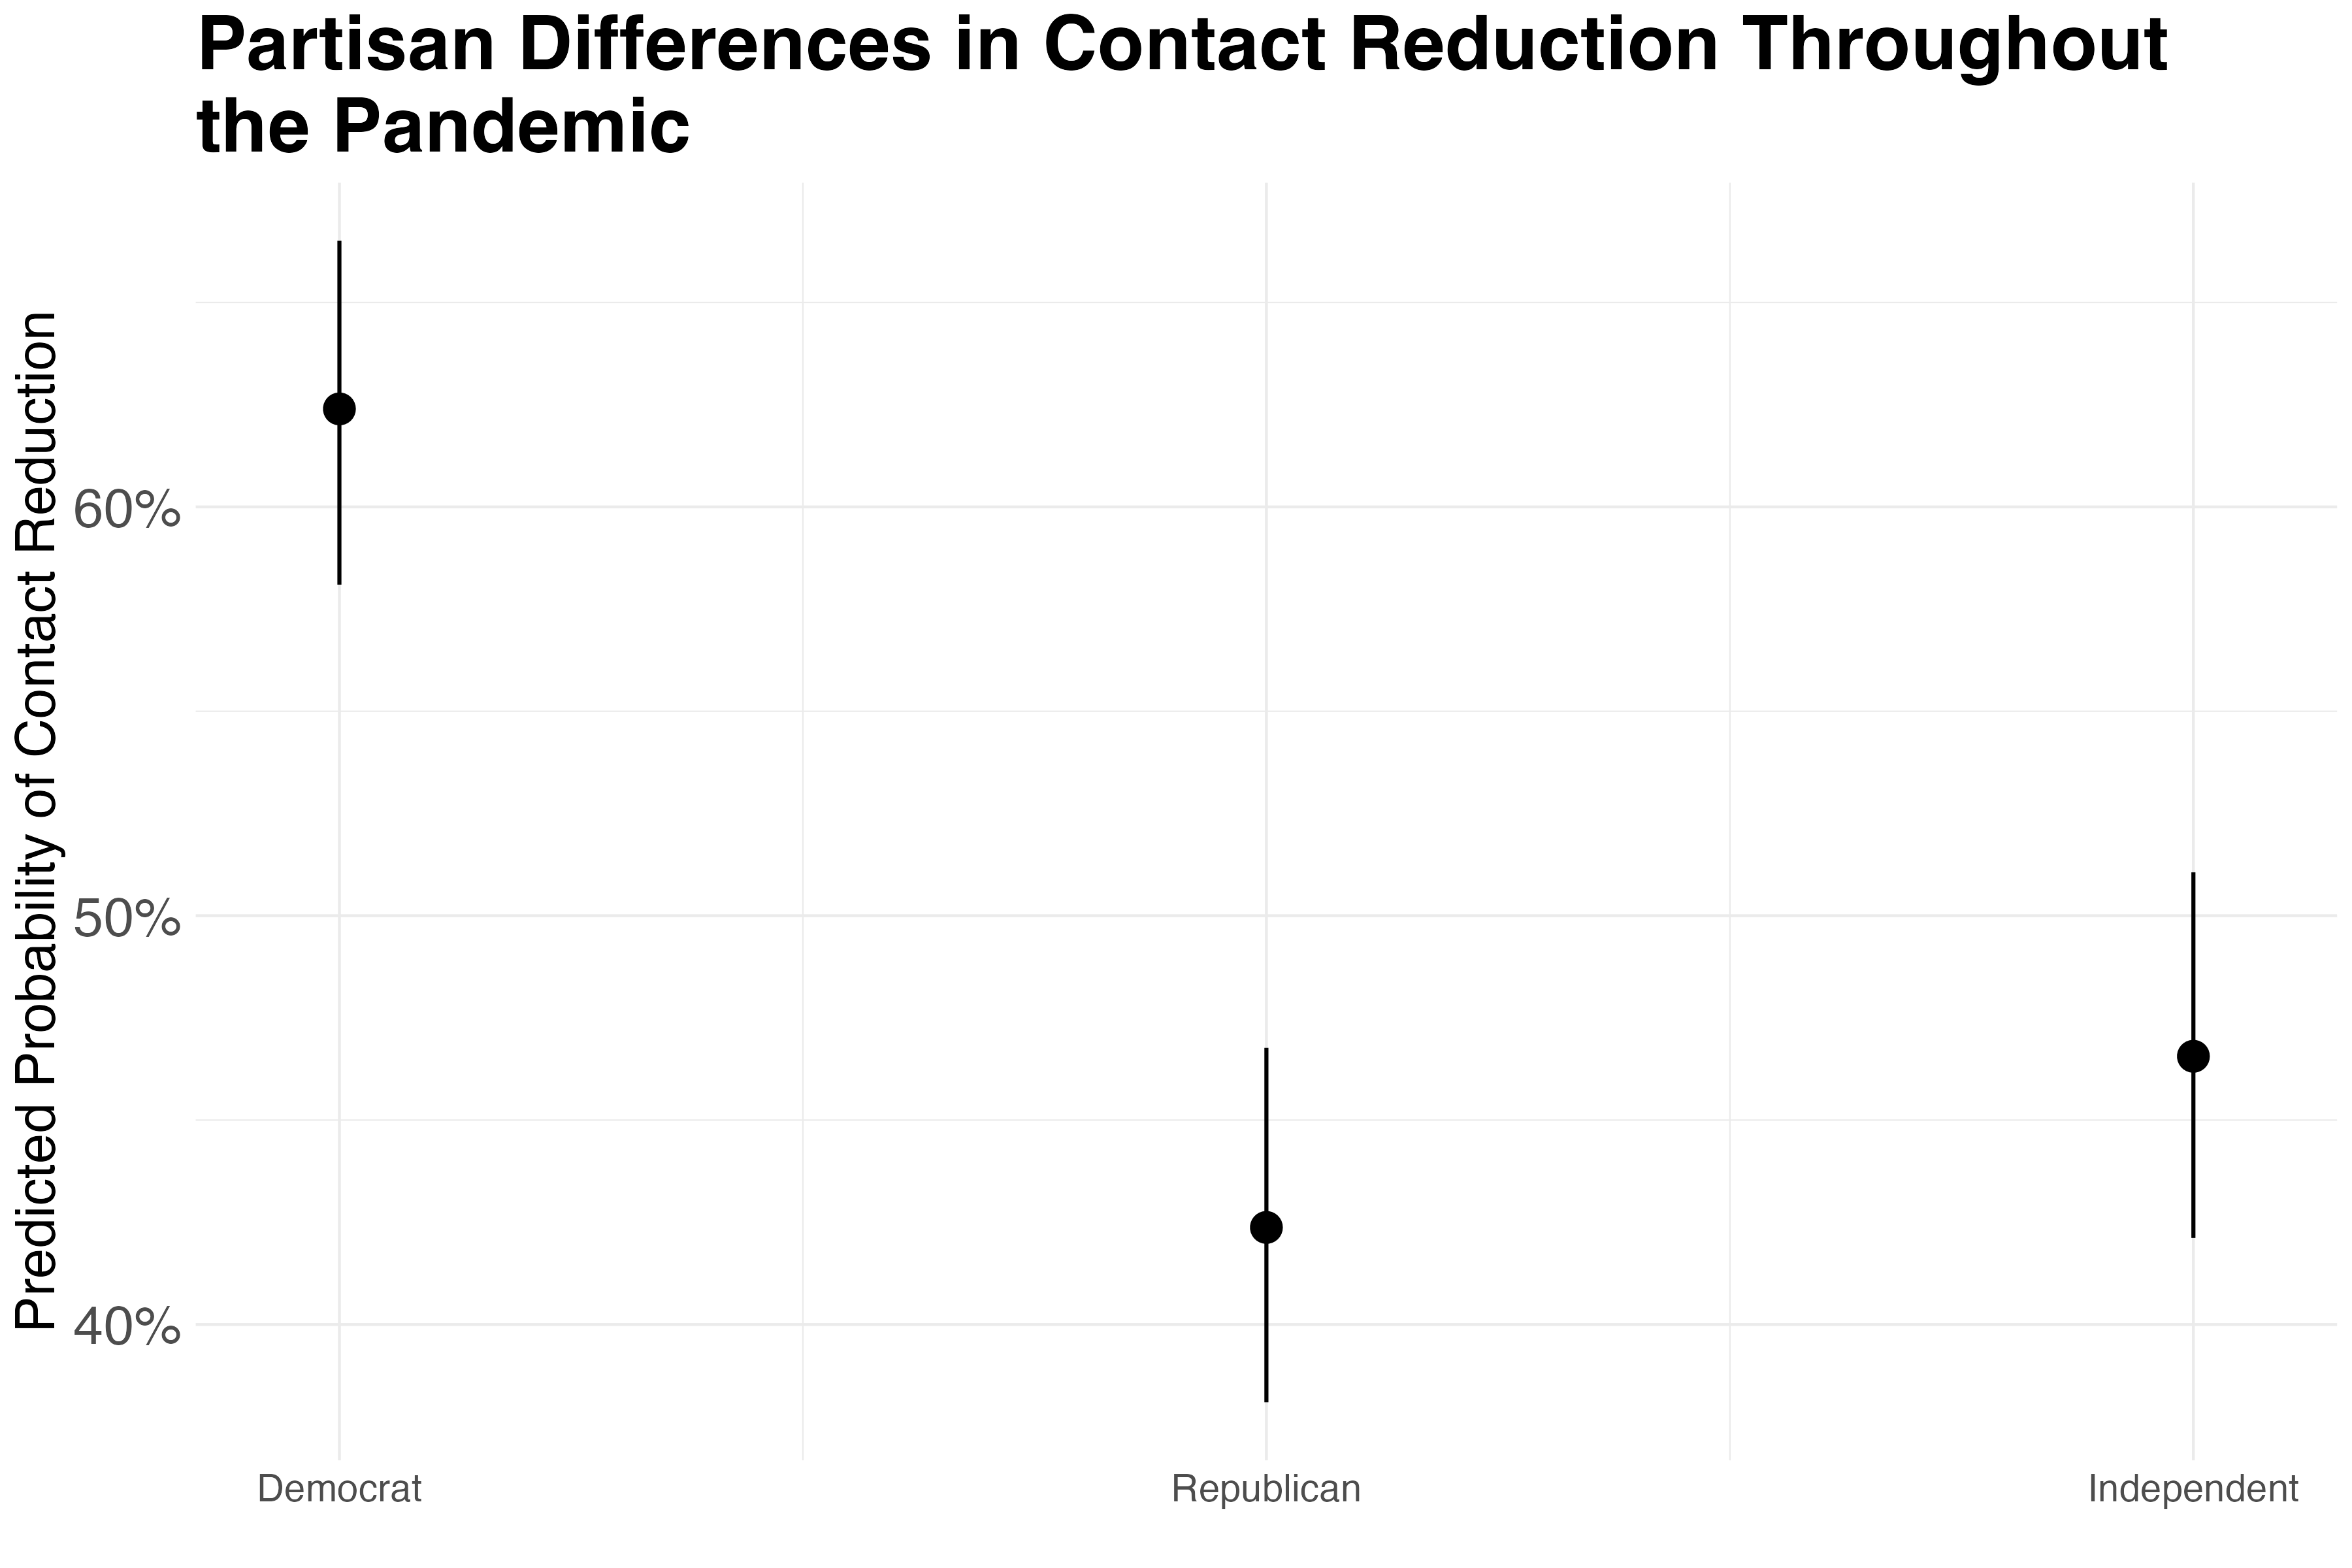 Partisan Differences in Contact Reduction Throughout
the Pandemic
Predicted Probability of Contact Reduction
60%
50%
40%
Democrat
Republican
Independent